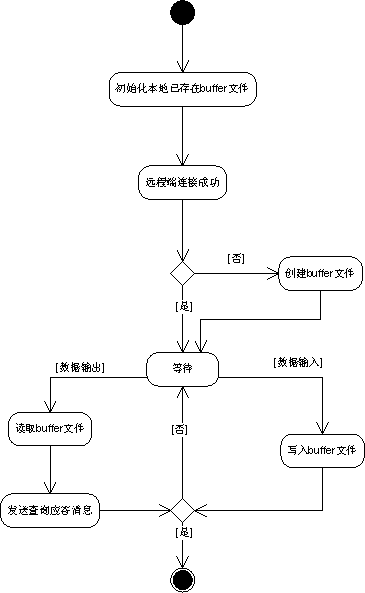 初始化本地已存在buffer文件
远程端连接成功
[否]
创建buffer文件
[是]
等待
[数据输出]
[数据输入]
读取buffer文件
[否]
写入buffer文件
发送查询应答消息
[是]